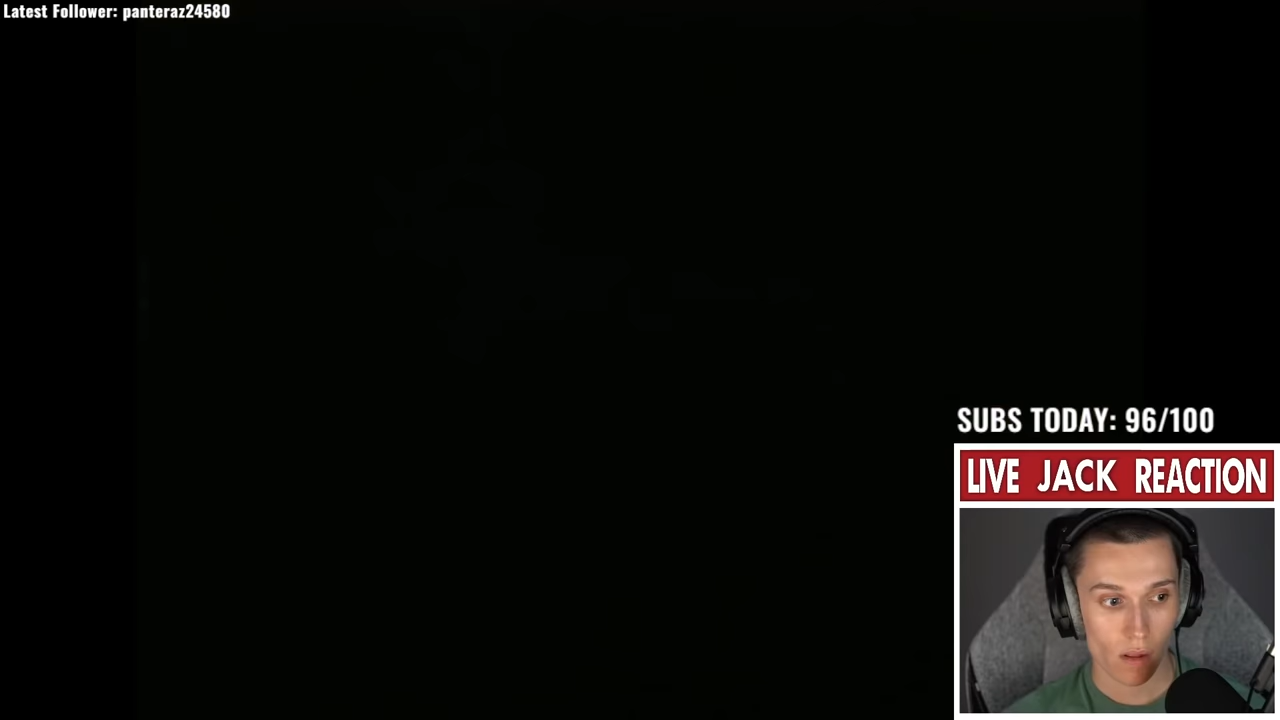 Latest Follower: panteraz24580
SUBS TODAY: 96/100
LIVE JACK REACTION